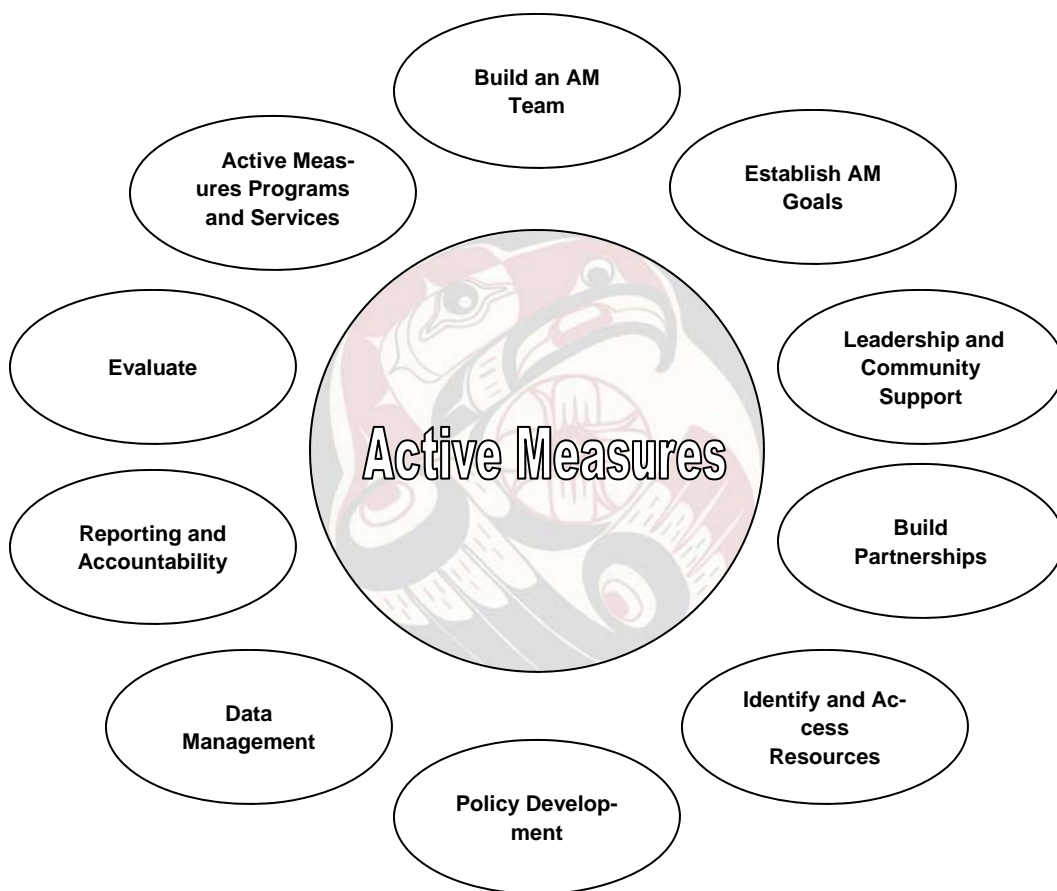 Build an AM
Team
Establish AM
Goals
Leadership and
Community
Support
Build
Partnerships
Identify and Ac-
cess
Resources
Policy Develop-
ment
Data
Management
Reporting and
Accountability
Evaluate
Active Meas-
ures Programs
and Services
Active Measures